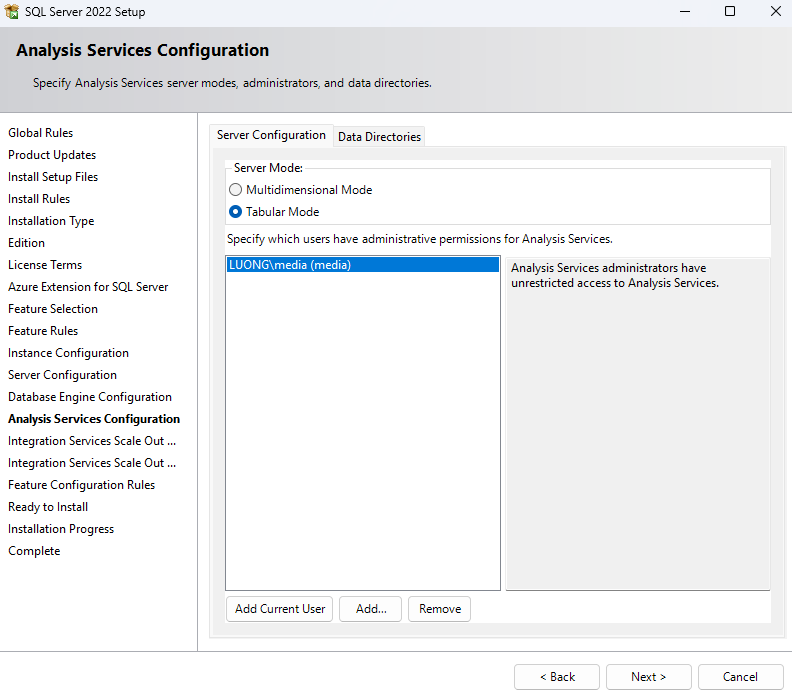 SQL Server 2022 Setup
Analysis Services Configuration
Specify Analysis Services server modes, administrators, and data directories.
Global Rules
Product Updates
Install Setup Files
Install Rules
Installation Type
Edition
License Terms
Azure Extension for SQL Server
Feature Selection
Feature Rules
Instance Configuration
Server Configuration
Database Engine Configuration
Analysis Services Configuration
Integration Services Scale Out ...
Integration Services Scale Out ...
Feature Configuration Rules
Ready to Install
Installation Progress
Complete
Server Configuration
Data Directories
Server Mode:
Multidimensional Mode
Tabular Mode
Specify which users have administrative permissions for Analysis Services.
LUONG\media (media)
Analysis Services administrators have
unrestricted access to Analysis Services.
Add Current User
Add...
Remove
< Back
Next >
Cancel